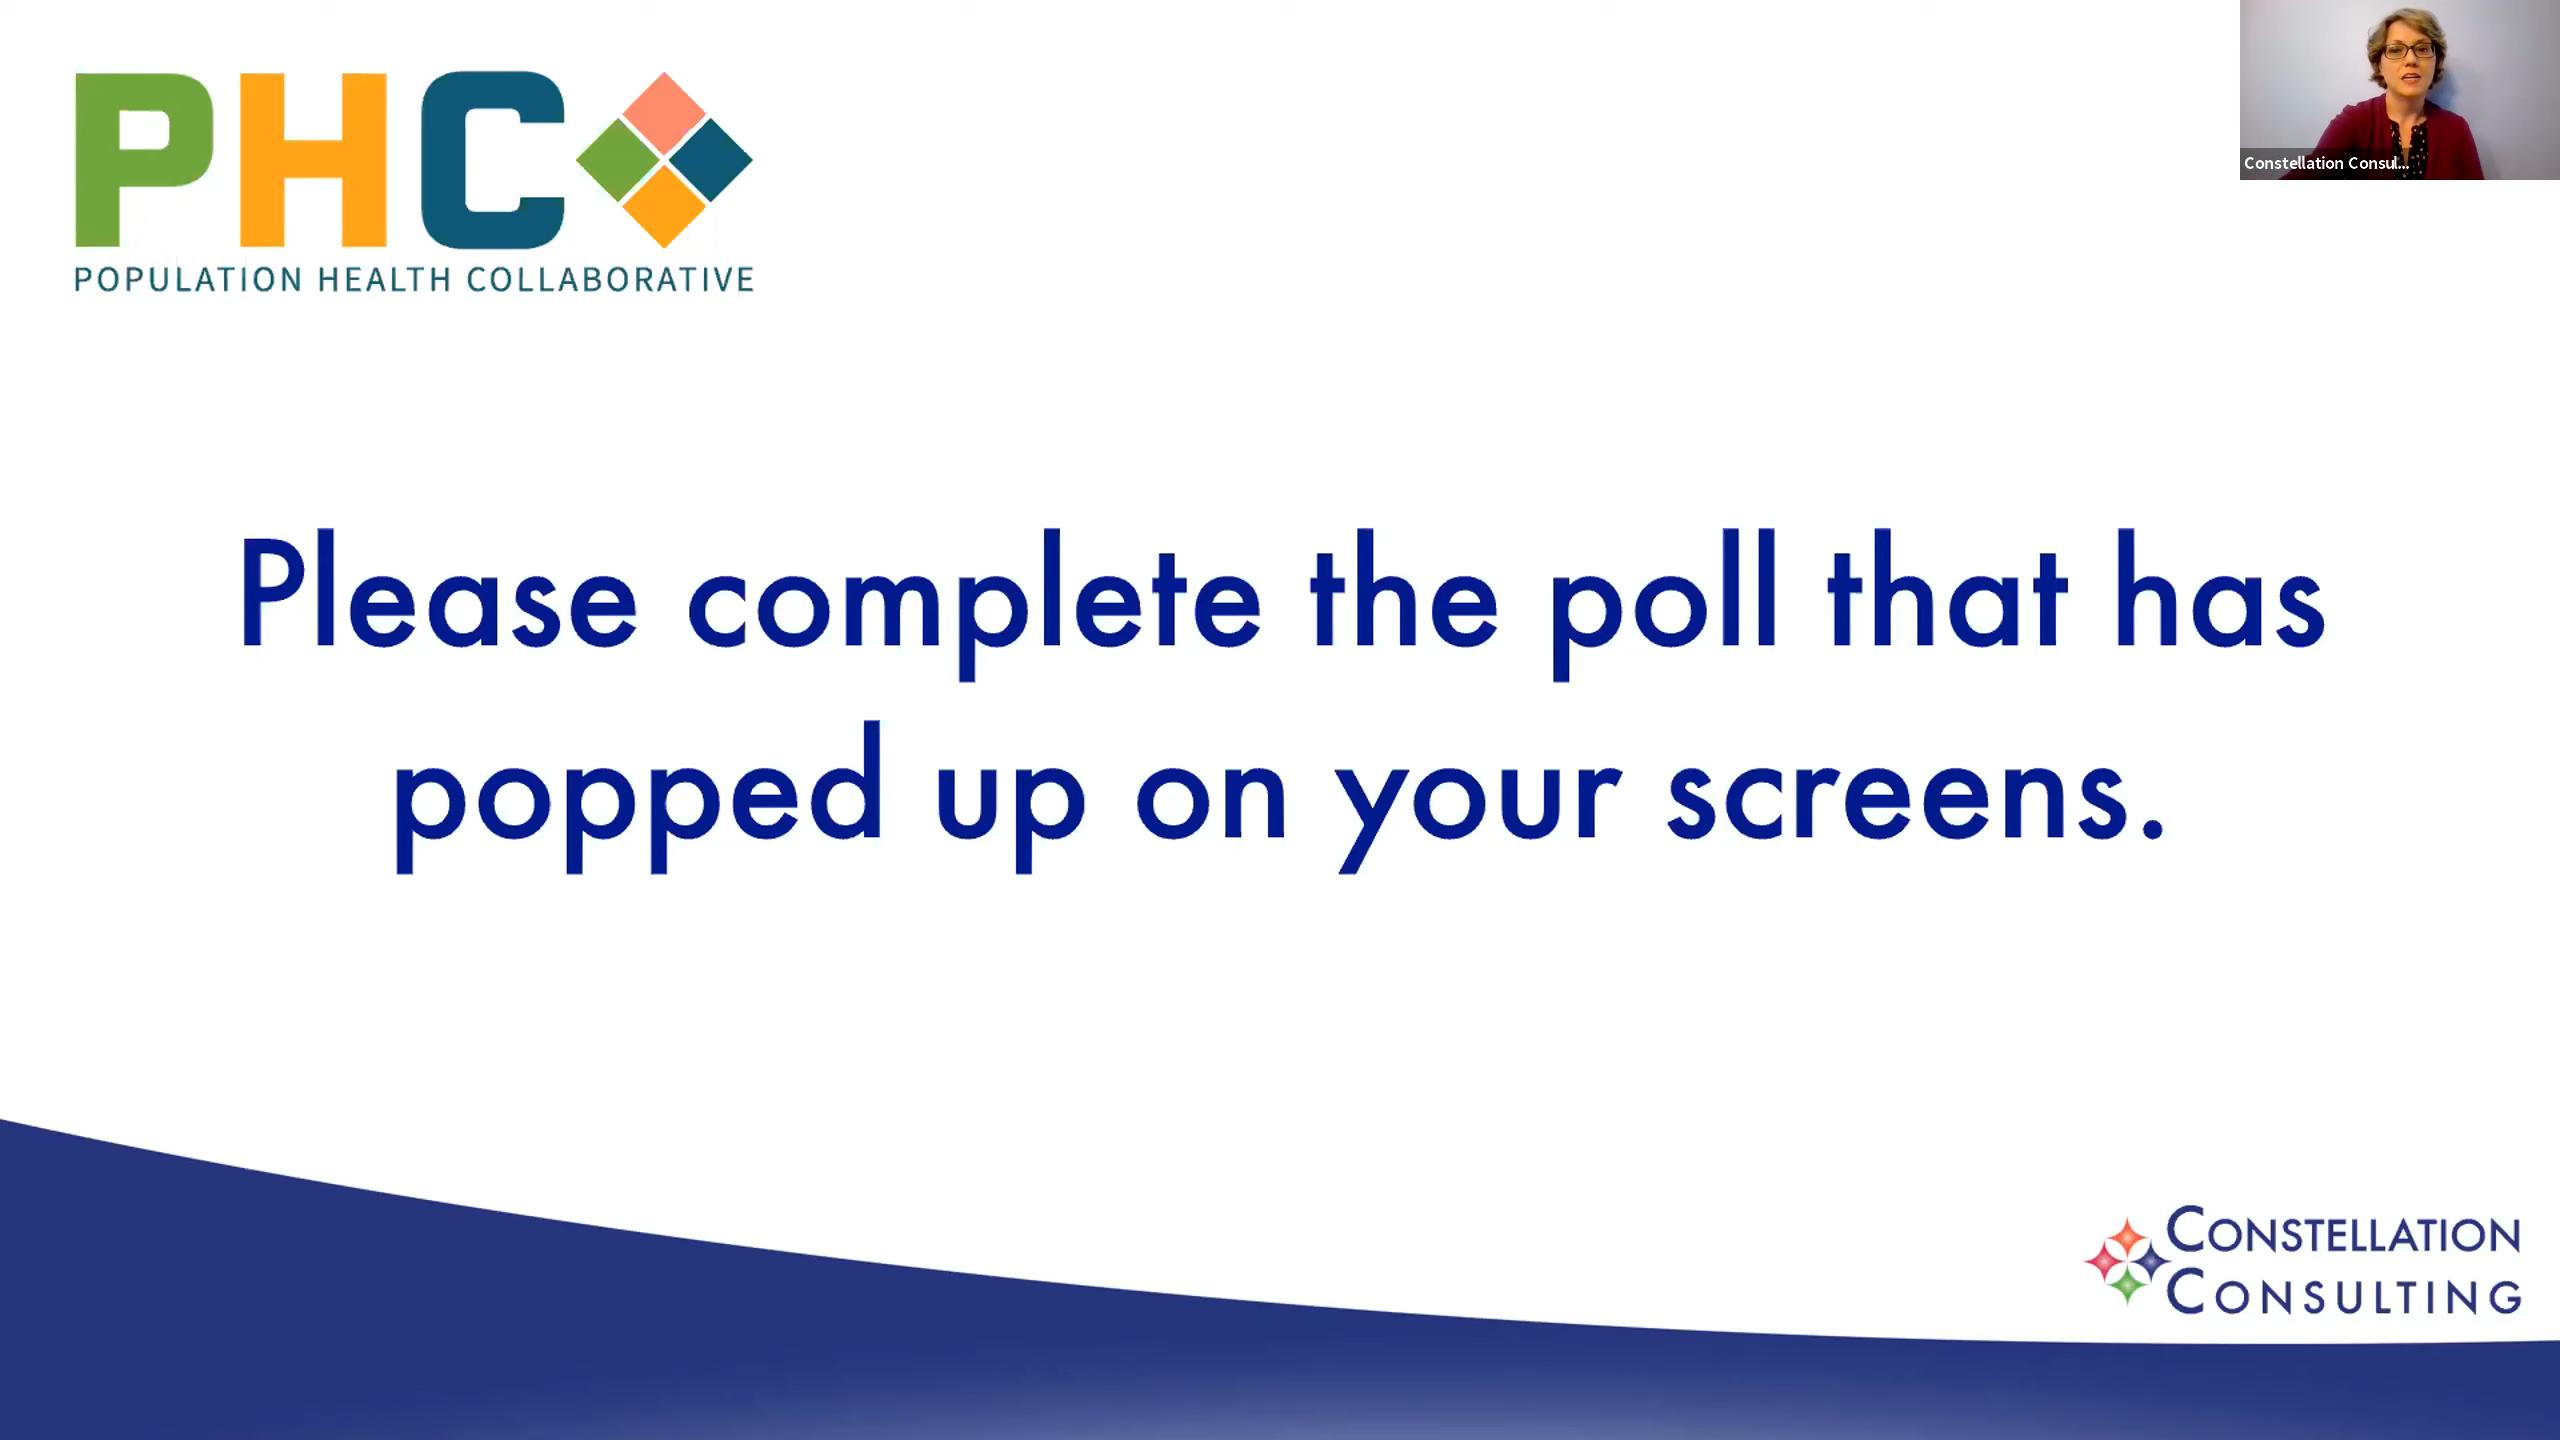 PHC
POPULATION HEALTH COLLABORATIVE
Constellation Consul...
Please complete the poll that has
popped up on your screens.
CONSTELLATION
CONSULTING